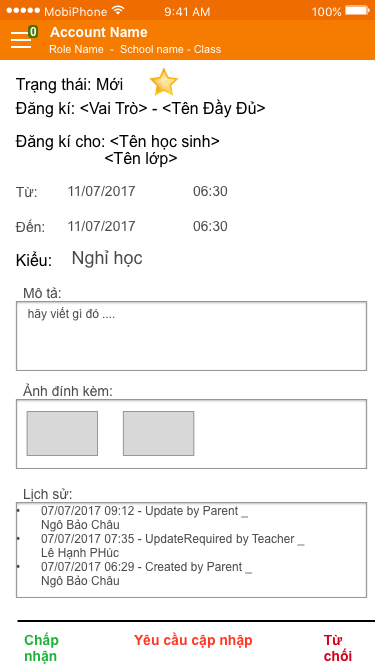 MobiPhone 9:41 AM 100%
0 Account Name
Role Name - School name - Class
Trạng thái: Mới
Đăng kí: <Vai Trò> - <Tên Đầy Đủ>
Đăng kí cho: <Tên học sinh>
<Tên lớp>
Từ: 11/07/2017 06:30
Đến: 11/07/2017 06:30
Kiểu: Nghỉ học
Mô tả:
hãy viết gì đó ....
Ảnh đính kèm:
Lịch sử:
• 07/07/2017 09:12 - Update by Parent _
Ngô Bảo Châu
• 07/07/2017 07:35 - UpdateRequired by Teacher _
Lê Hạnh PHúc
• 07/07/2017 06:29 - Created by Parent _
Ngô Bảo Châu
Chấp Yêu cầu cập nhập Từ
nhận chối